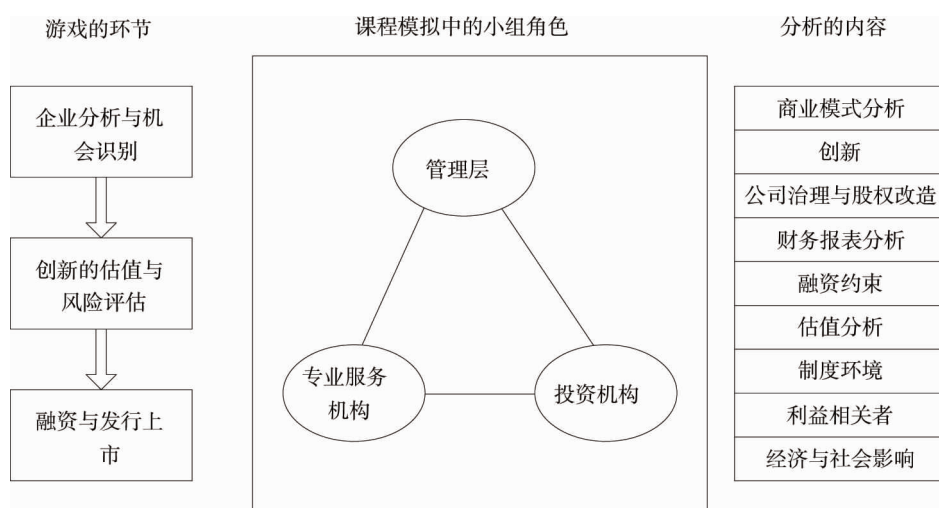 游戏的环节
课程模拟中的小组角色
分析的内容
企业分析与机
会识别
创新的估值与
风险评估
融资与发行上
市
管理层
专业服务
机构
投资机构
商业模式分析
创新
公司治理与股权改造
财务报表分析
融资约束
估值分析
制度环境
利益相关者
经济与社会影响